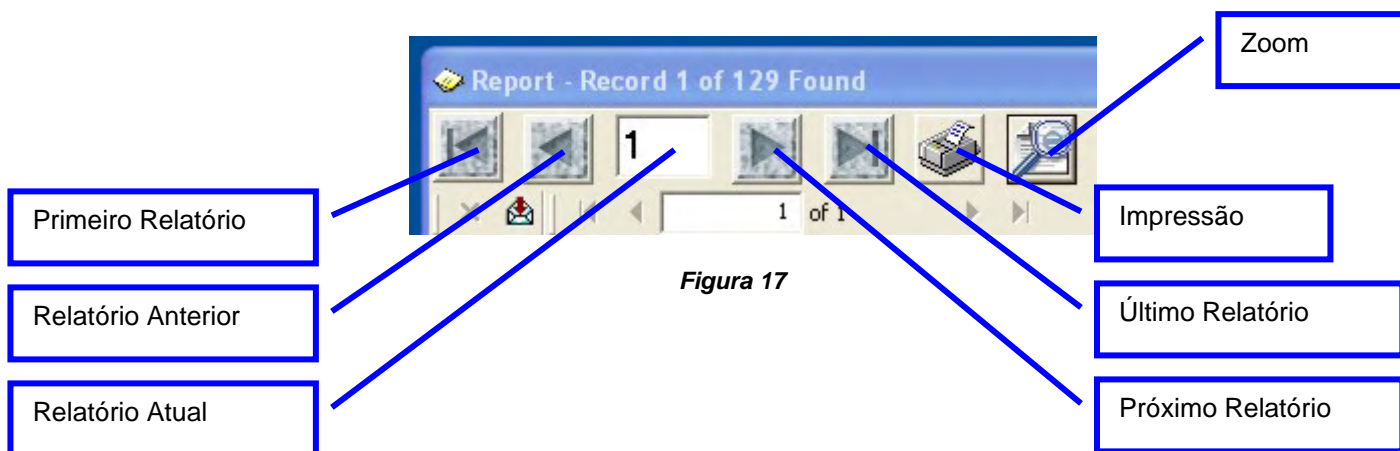 Zoom
Report - Record 1 of 129 Found
1
1 of 1
Primeiro Relatório
Impressão
Figura 17
Relatório Anterior
Último Relatório
Relatório Atual
Próximo Relatório